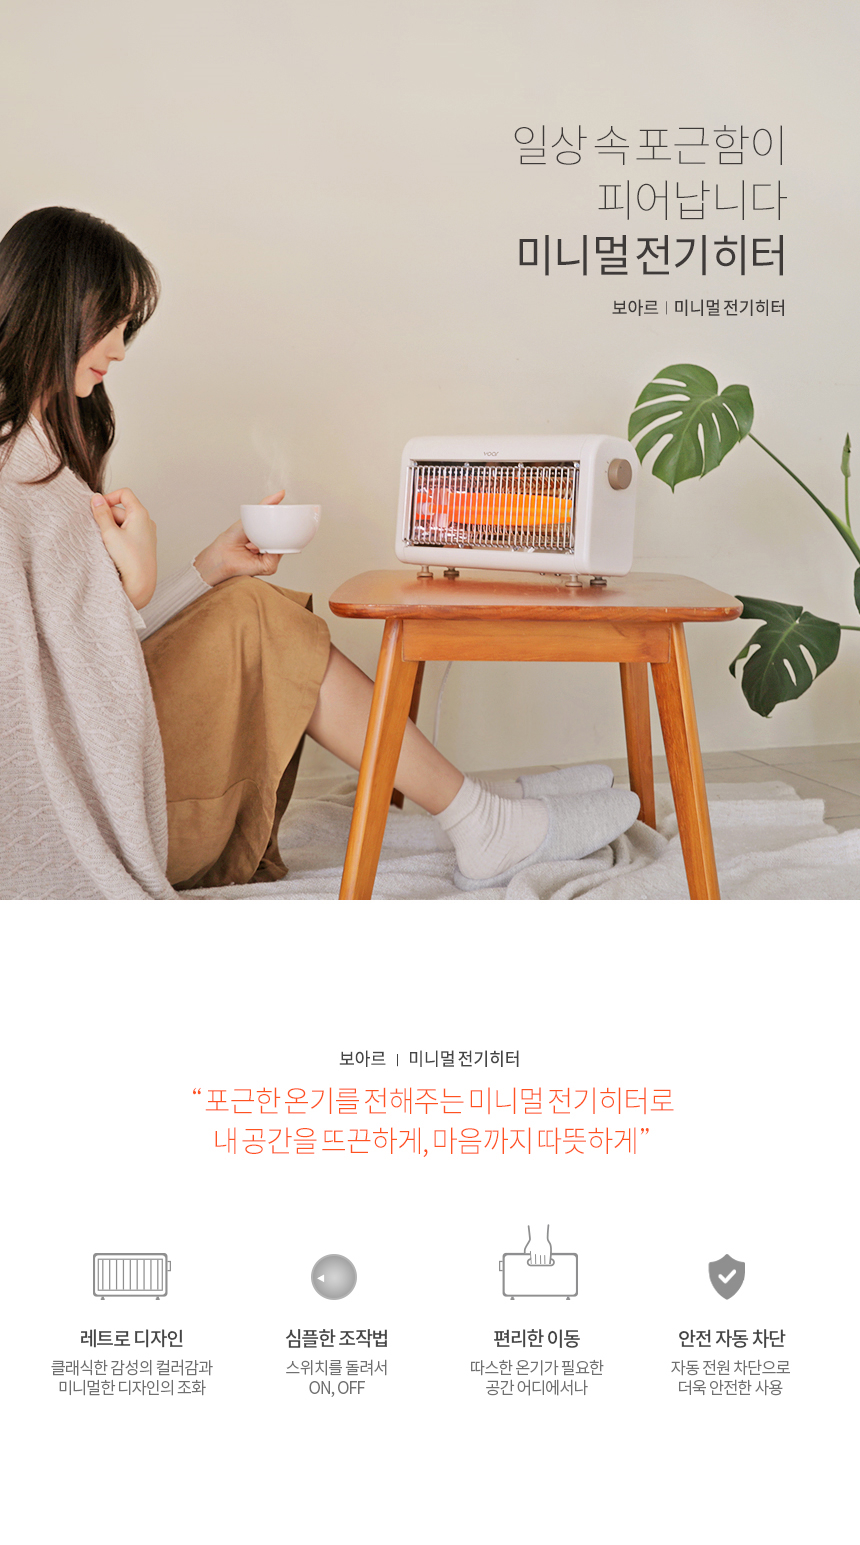 일상 속 포근함이
피어납니다
미니멀 전기히터
보아르 | 미니멀 전기히터
voar
보아르 | 미니멀 전기히터
“ 포근한 온기를 전해주는 미니멀 전기히터로
내 공간을 뜨끈하게, 마음까지 따뜻하게”
레트로 디자인
클래식한 감성의 컬러감과
미니멀한 디자인의 조화
심플한 조작법
스위치를 돌려서
ON, OFF
편리한 이동
따스한 온기가 필요한
공간 어디에서나
안전 자동 차단
자동 전원 차단으로
더욱 안전한 사용